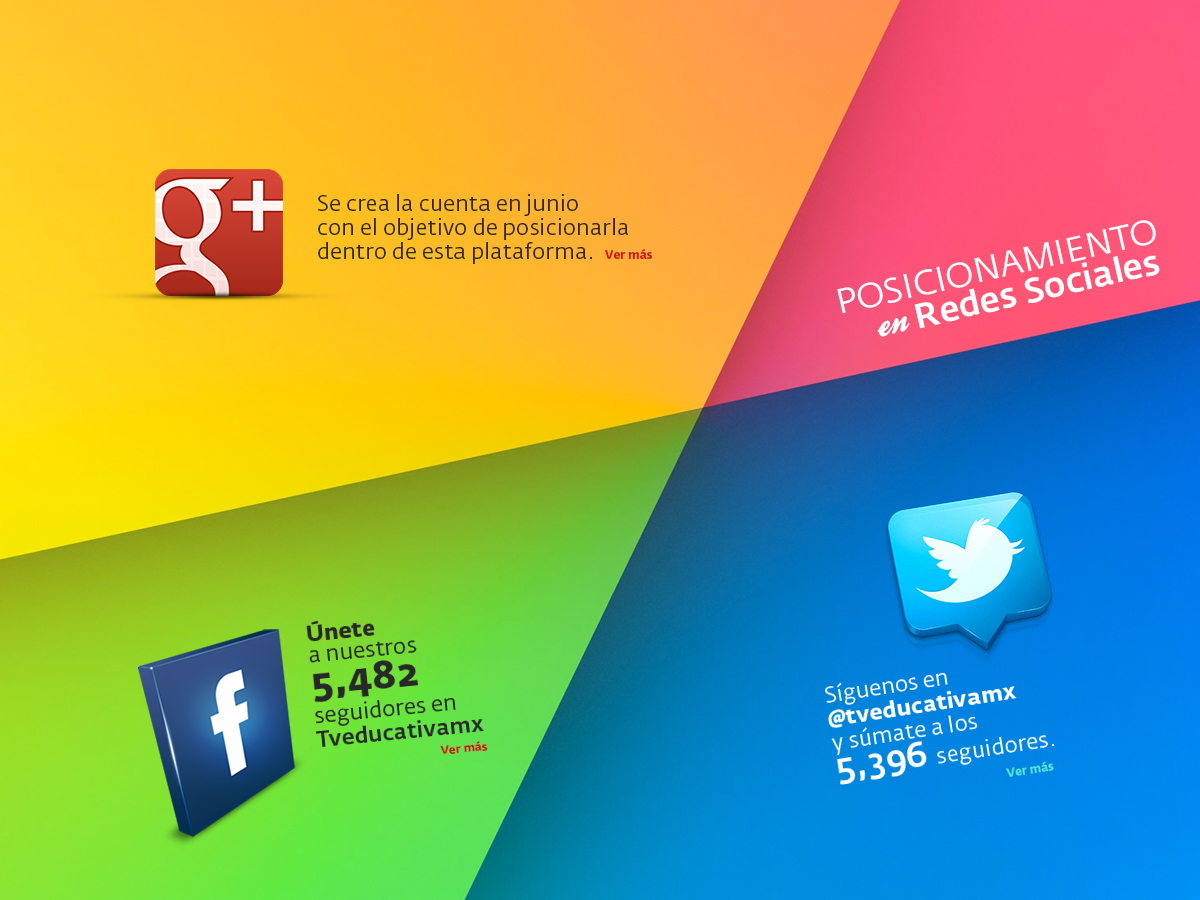 g+
Se crea la cuenta en junio
con el objetivo de posicionarla
dentro de esta plataforma. Ver más
POSICIONAMIENTO
en Redes Sociales
f
Únete
a nuestros
5,482
seguidores en
Tveducativamx
Ver más
Síguenos en
@tveducativamx
y súmate a los
5,396 seguidores.
Ver más